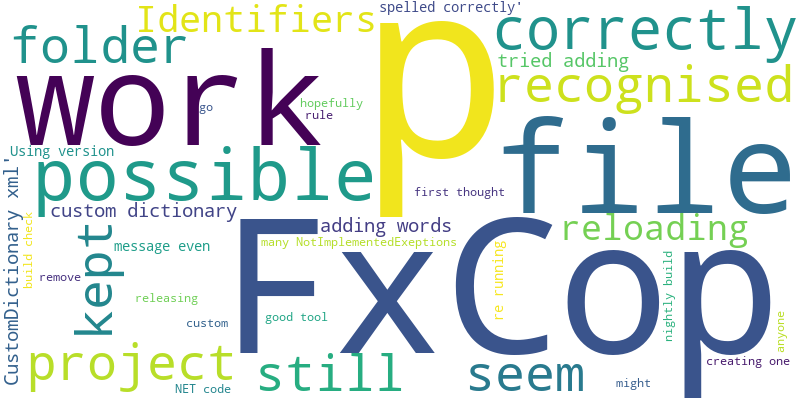 spelled correctly'
Identifiers
correctly
folder
p
tried adding
work
recognised
go
hopefully
rule
file
Using version
possible
first thought
CustomDictionary xml'
custom dictionary
adding words
reloading
build check
kept
message even
many NotImplementedExeptions
FxCop
re running
nightly build
remove
releasing
custom
good tool
anyone
project
still
seem
creating one
NET code
might